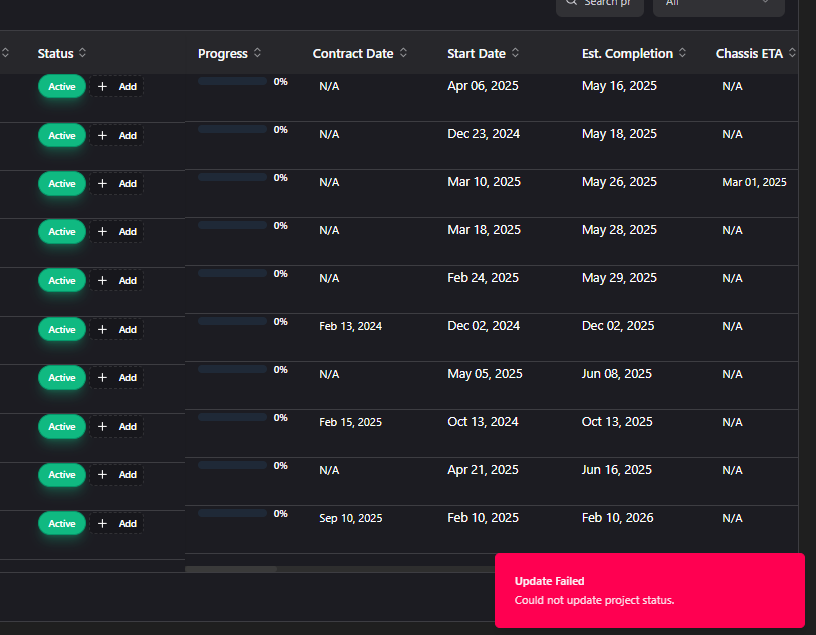 Search pr All
Status Progress Contract Date Start Date Est. Completion Chassis ETA
Active + Add 0% N/A Apr 06, 2025 May 16, 2025 N/A
Active + Add 0% N/A Dec 23, 2024 May 18, 2025 N/A
Active + Add 0% N/A Mar 10, 2025 May 26, 2025 Mar 01, 2025
Active + Add 0% N/A Mar 18, 2025 May 28, 2025 N/A
Active + Add 0% N/A Feb 24, 2025 May 29, 2025 N/A
Active + Add 0% Feb 13, 2024 Dec 02, 2024 Dec 02, 2025 N/A
Active + Add 0% N/A May 05, 2025 Jun 08, 2025 N/A
Active + Add 0% Feb 15, 2025 Oct 13, 2024 Oct 13, 2025 N/A
Active + Add 0% N/A Apr 21, 2025 Jun 16, 2025 N/A
Active + Add 0% Sep 10, 2025 Feb 10, 2025 Feb 10, 2026 N/A
Update Failed
Could not update project status.